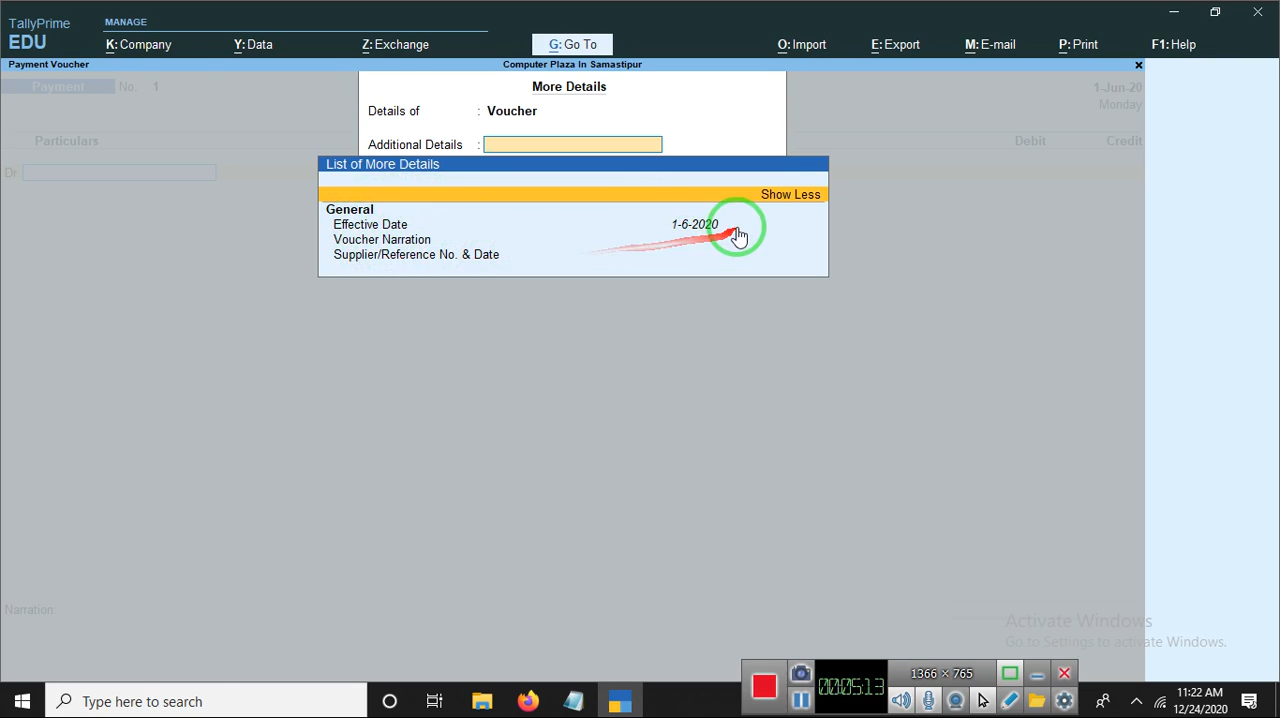 TallyPrime
EDU
MANAGE
K: Company
Y: Data
Z: Exchange
G: Go To
O: Import
E: Export
M: E-mail
P: Print
F1: Help
Payment Voucher
Computer Plaza In Samastipur
×
Payment No. 1
1-Jun-20
Monday
Particulars
Debit Credit
Dr
More Details
Details of : Voucher
Additional Details :
List of More Details
Show Less
General
Effective Date 1-6-2020
Voucher Narration
Supplier/Reference No. & Date
Narration:
Activate Windows
Go to Settings to activate Windows.
000513
1366 × 765
Type here to search
11:22 AM
12/24/2020